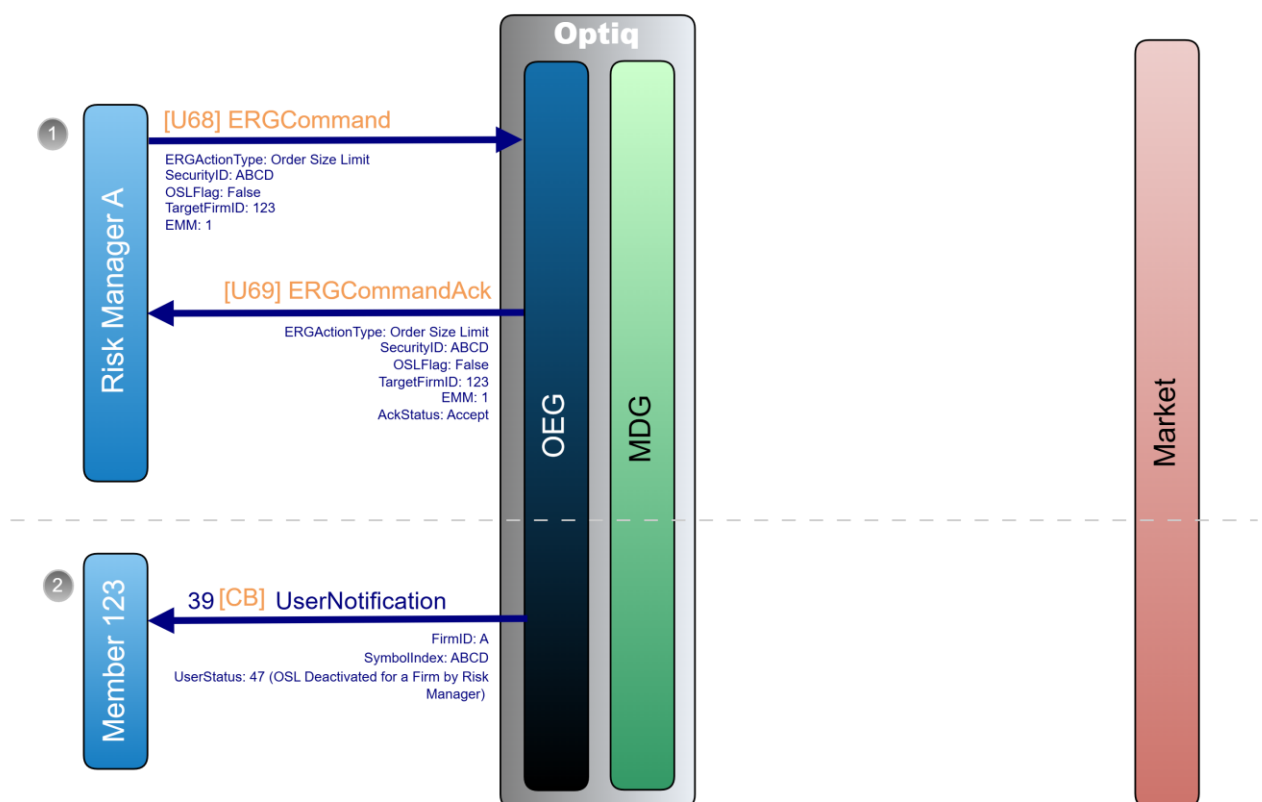 Optiq
1
Risk Manager A
[U68] ERGCommand
ERGActionType: Order Size Limit
SecurityID: ABCD
OSLFlag: False
TargetFirmID: 123
EMM: 1
[U69] ERGCommandAck
ERGActionType: Order Size Limit
SecurityID: ABCD
OSLFlag: False
TargetFirmID: 123
EMM: 1
AckStatus: Accept
OEG
MDG
Market
2
Member 123
39 [CB] UserNotification
FirmID: A
SymbolIndex: ABCD
UserStatus: 47 (OSL Deactivated for a Firm by Risk
Manager)